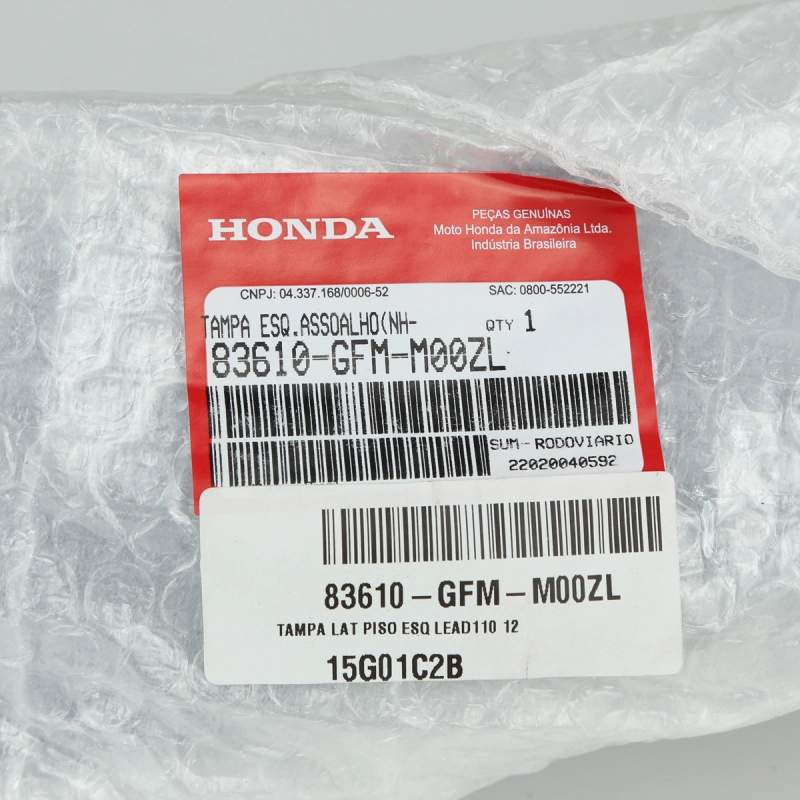 HONDA
PEÇAS GENUÍNAS
Moto Honda da Amazônia Ltda.
Indústria Brasileira
CNPJ: 04.337.168/0006-52 SAC: 0800-552221
TAMPA ESQ.ASSOALHO(NH- QTY 1
83610-GFM-M00ZL
SUM-RODOVIARIO
22020040592
83610-GFM-M00ZL
TAMPA LAT PISO ESQ LEAD110 12
15G01C2B